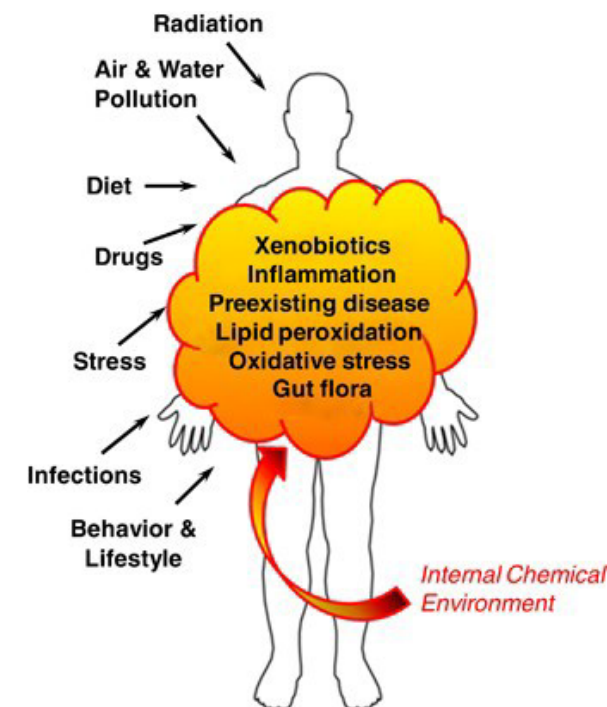 Radiation
Air & Water
Pollution
Diet
Drugs
Stress
Infections
Behavior &
Lifestyle
Xenobiotics
Inflammation
Preexisting disease
Lipid peroxidation
Oxidative stress
Gut flora
Internal Chemical
Environment